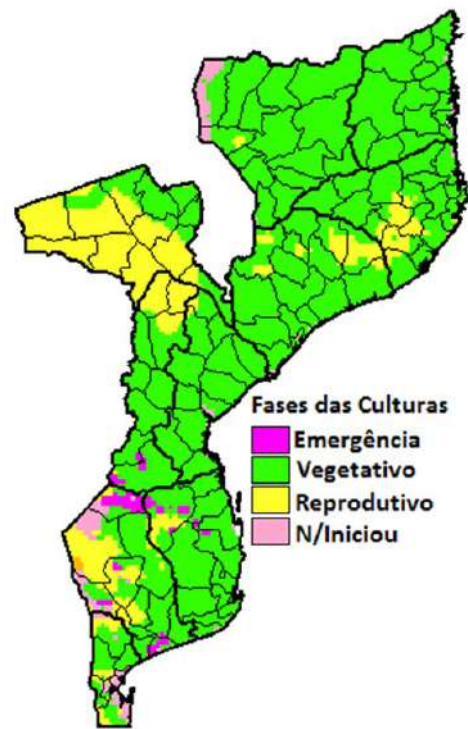 Fases das Culturas
Emergência
Vegetativo
Reprodutivo
N/Iniciou